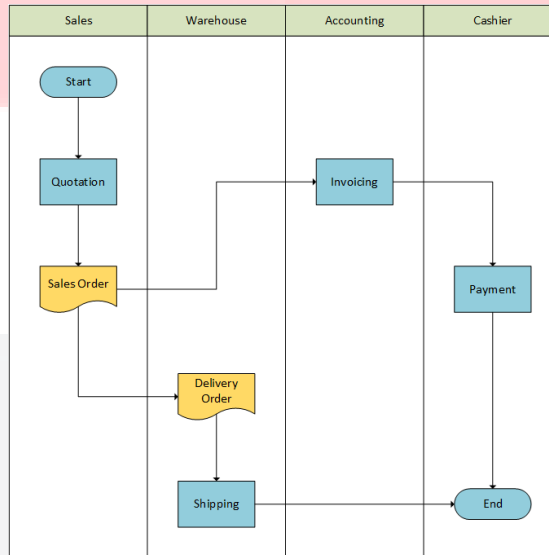 Sales
Warehouse
Accounting
Cashier
Start
Quotation
Invoicing
Sales Order
Payment
Delivery
Order
Shipping
End